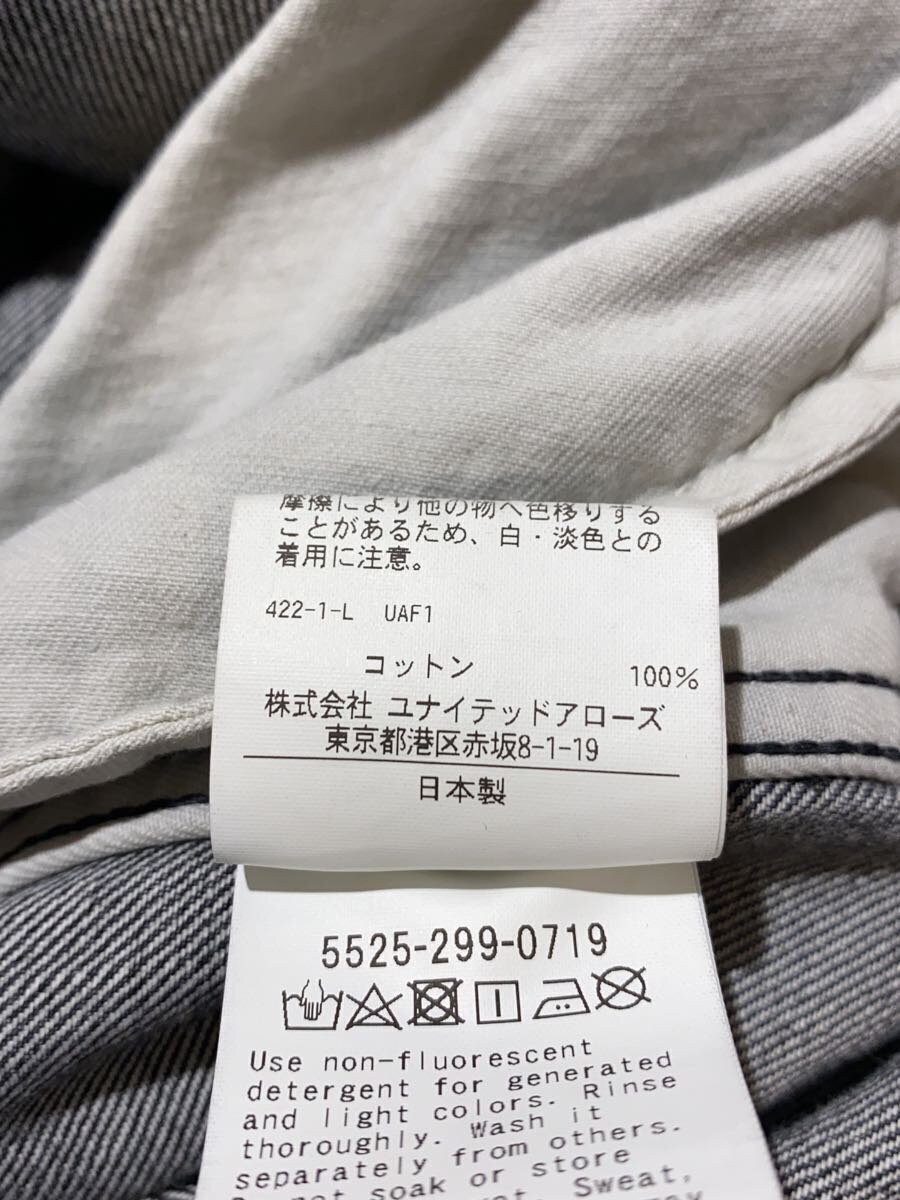 摩擦により他の物へ色移りする
ことがあるため、白・淡色との
着用に注意。
422-1-L UAF1
コットン 100%
株式会社 ユナイテッドアローズ
東京都港区赤坂8-1-19
日本製
5525-299-0719
Use non-fluorescent
detergent for generated
and light colors. Rinse
thoroughly. Wash it
separately from others.
not soak or store
Sweat,